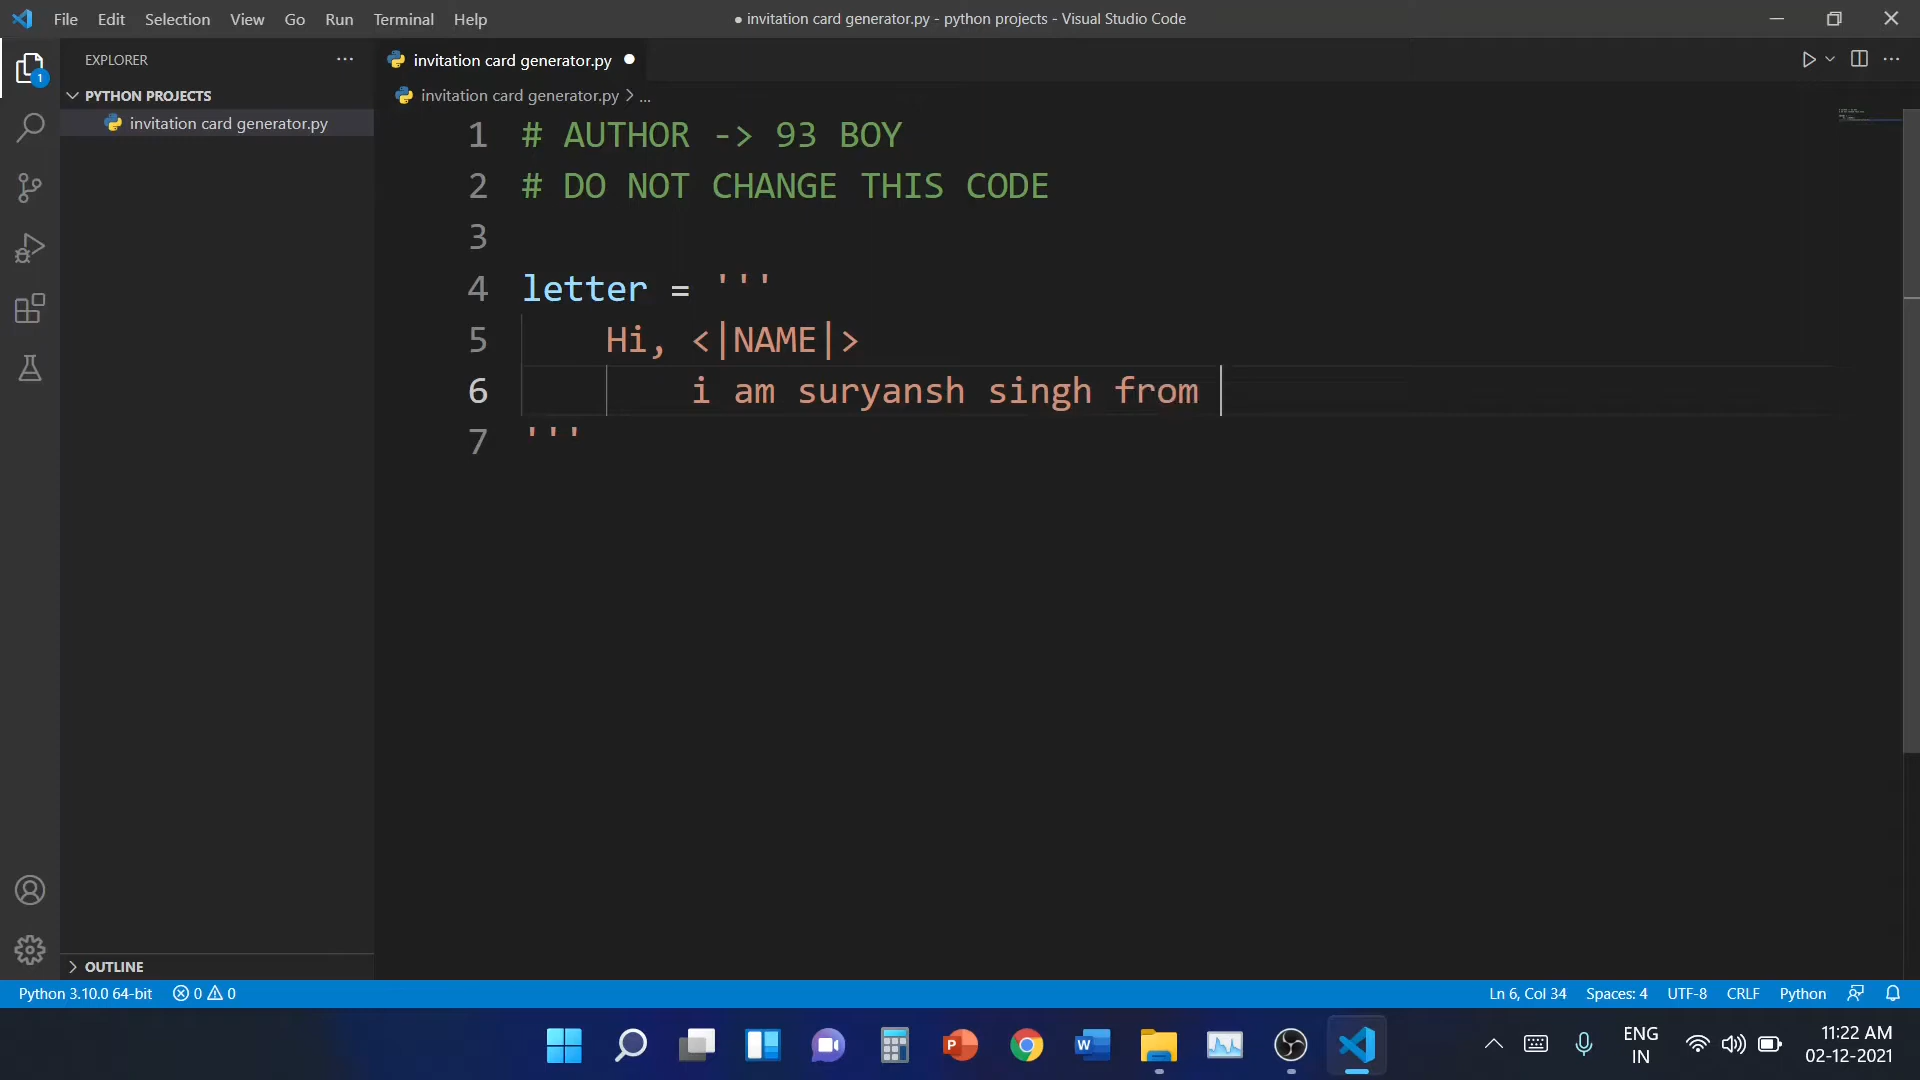 File Edit Selection View Go Run Terminal Help
● invitation card generator.py - python projects - Visual Studio Code
EXPLORER
PYTHON PROJECTS
invitation card generator.py
1
invitation card generator.py
invitation card generator.py > ...
1 # AUTHOR -> 93 BOY
2 # DO NOT CHANGE THIS CODE
3
4 letter = '''
5 Hi, <|NAME|>
6 i am suryansh singh from
7 '''
OUTLINE
Python 3.10.0 64-bit 0 0
Ln 6, Col 34 Spaces: 4 UTF-8 CRLF Python
P W
ENG
IN
11:22 AM
02-12-2021